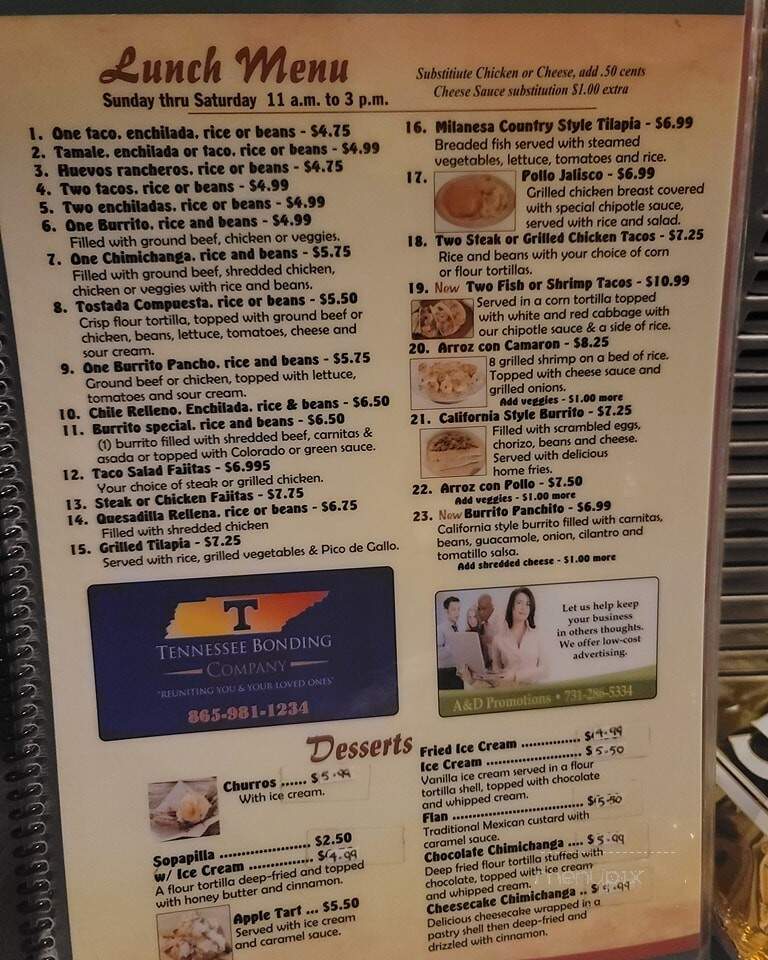 Lunch Menu
Sunday thru Saturday 11 a.m. to 3 p.m.
Substitiute Chicken or Cheese, add .50 cents
Cheese Sauce substitution $1.00 extra
1. One taco, enchilada, rice or beans - $4.75
2. Tamale, enchilada or taco, rice or beans - $4.99
3. Huevos rancheros, rice or beans - $4.75
4. Two tacos, rice or beans - $4.99
5. Two enchiladas, rice or beans - $4.99
6. One Burrito, rice and beans - $4.99
Filled with ground beef, chicken or veggies.
7. One Chimichanga, rice and beans - $5.75
Filled with ground beef, shredded chicken,
chicken or veggies with rice and beans.
8. Tostada Compuesta, rice or beans - $5.50
Crisp flour tortilla, topped with ground beef or
chicken, beans, lettuce, tomatoes, cheese and
sour cream.
9. One Burrito Pancho, rice and beans - $5.75
Ground beef or chicken, topped with lettuce,
tomatoes and sour cream.
10. Chile Relleno, Enchilada, rice & beans - $6.50
11. Burrito special, rice and beans - $6.50
(1) burrito filled with shredded beef, carnitas &
asada or topped with Colorado or green sauce.
12. Taco Salad Fajitas - $6.995
Your choice of steak or grilled chicken.
13. Steak or Chicken Fajitas - $7.75
14. Quesadilla Rellena, rice or beans - $6.75
Filled with shredded chicken
15. Grilled Tilapia - $7.25
Served with rice, grilled vegetables & Pico de Gallo.
16. Milanesa Country Style Tilapia - $6.99
Breaded fish served with steamed
vegetables, lettuce, tomatoes and rice.
17. Pollo Jalisco - $6.99
Grilled chicken breast covered
with special chipotle sauce,
served with rice and salad.
18. Two Steak or Grilled Chicken Tacos - $7.25
Rice and beans with your choice of corn
or flour tortillas.
19. New Two Fish or Shrimp Tacos - $10.99
Served in a corn tortilla topped
with white and red cabbage with
our chipotle sauce & a side of rice.
20. Arroz con Camaron - $8.25
8 grilled shrimp on a bed of rice.
Topped with cheese sauce and
grilled onions.
Add veggies - $1.00 more
21. California Style Burrito - $7.25
Filled with scrambled eggs,
chorizo, beans and cheese.
Served with delicious
home fries.
22. Arroz con Pollo - $7.50
Add veggies - $1.00 more
23. New Burrito Panchito - $6.99
California style burrito filled with carnitas,
beans, guacamole, onion, cilantro and
tomatillo salsa.
Add shredded cheese - $1.00 more
T
TENNESSEE BONDING
COMPANY
"REUNITING YOU & YOUR LOVED ONES"
865-981-1234
Let us help keep
your business
in others thoughts.
We offer low-cost
advertising.
A&D Promotions • 731-286-5334
Desserts
Churros ...... $5.99
With ice cream.
Sopapilla ...................... $2.50
w/ Ice Cream ............... $4.99
A flour tortilla deep-fried and topped
with honey butter and cinnamon.
Apple Tart ... $5.50
Served with ice cream
and caramel sauce.
Fried Ice Cream ............... $4.99
Ice Cream ..................... $5.50
Vanilla ice cream served in a flour
tortilla shell, topped with chocolate
and whipped cream.
Flan ............................ $5.50
Traditional Mexican custard with
caramel sauce.
Chocolate Chimichanga .... $5.99
Deep fried flour tortilla stuffed with
chocolate, topped with ice cream
and whipped cream.
Cheesecake Chimichanga ..
Delicious cheesecake wrapped in a
pastry shell then deep-fried and
drizzled with cinnamon.
menupix